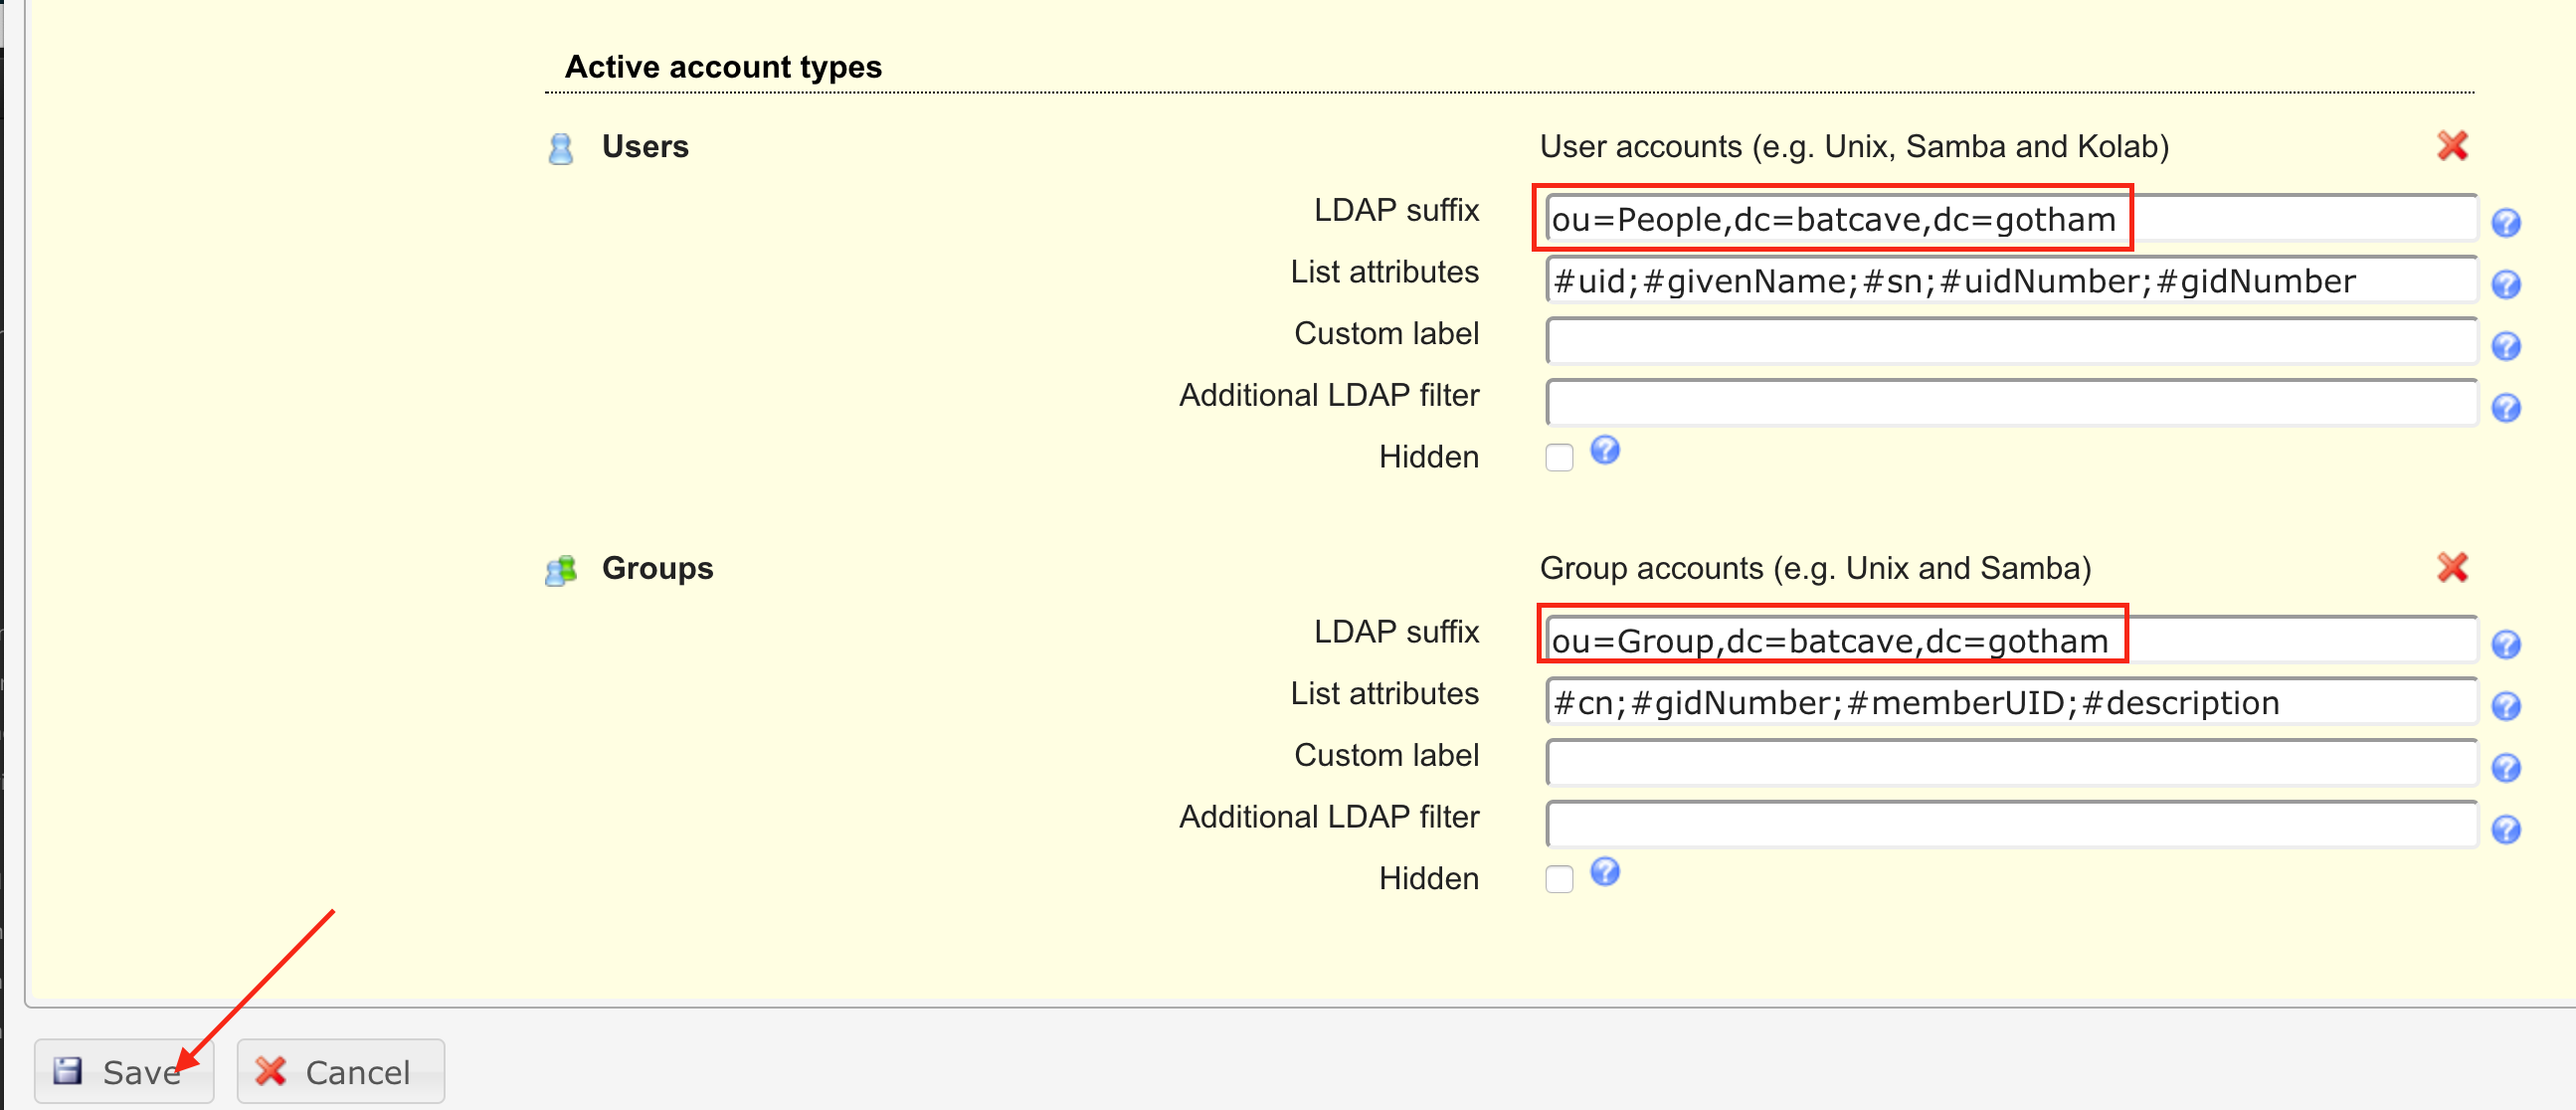 Active account types
Users
User accounts (e.g. Unix, Samba and Kolab)
LDAP suffix
ou=People,dc=batcave,dc=gotham
List attributes
#uid;#givenName;#sn;#uidNumber;#gidNumber
Custom label
Additional LDAP filter
Hidden
Groups
Group accounts (e.g. Unix and Samba)
LDAP suffix
ou=Group,dc=batcave,dc=gotham
List attributes
#cn;#gidNumber;#memberUID;#description
Custom label
Additional LDAP filter
Hidden
Save
Cancel